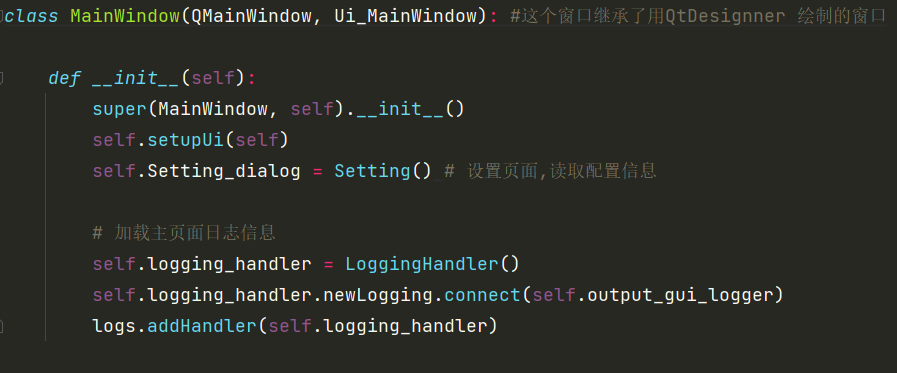 class MainWindow(QMainWindow, Ui_MainWindow): #这个窗口继承了用QtDesignner 绘制的窗口
def __init__(self):
super(MainWindow, self).__init__()
self.setupUi(self)
self.Setting_dialog = Setting() # 设置页面,读取配置信息
# 加载主页面日志信息
self.logging_handler = LoggingHandler()
self.logging_handler.newLogging.connect(self.output_gui_logger)
logs.addHandler(self.logging_handler)